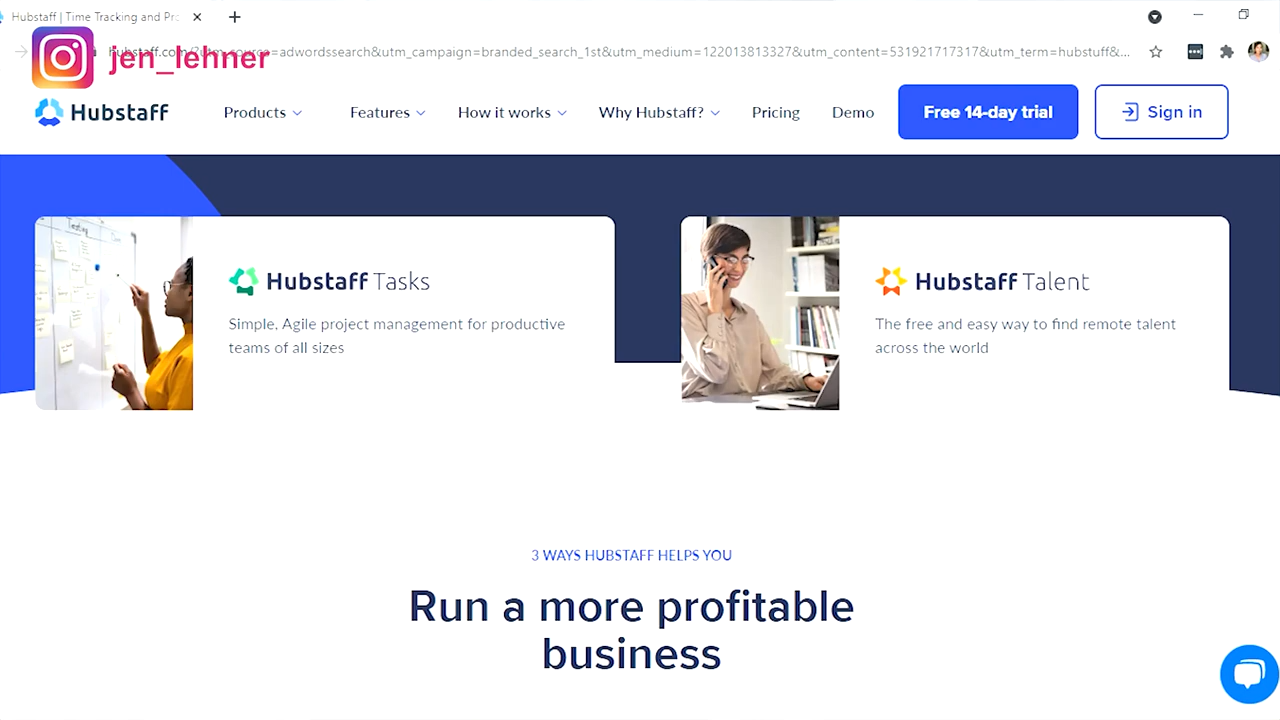 Hubstaff | Time Tracking and Pro
hubstaff.com/?utm_source=adwordssearch&utm_campaign=branded_search_1st&utm_medium=122013813327&utm_content=531921717317&utm_term=hubstaff&...
jen_lehner
Hubstaff
Products
Features
How it works
Why Hubstaff?
Pricing
Demo
Free 14-day trial
Sign in
Hubstaff Tasks
Simple, Agile project management for productive
teams of all sizes
Hubstaff Talent
The free and easy way to find remote talent
across the world
3 WAYS HUBSTAFF HELPS YOU
Run a more profitable
business